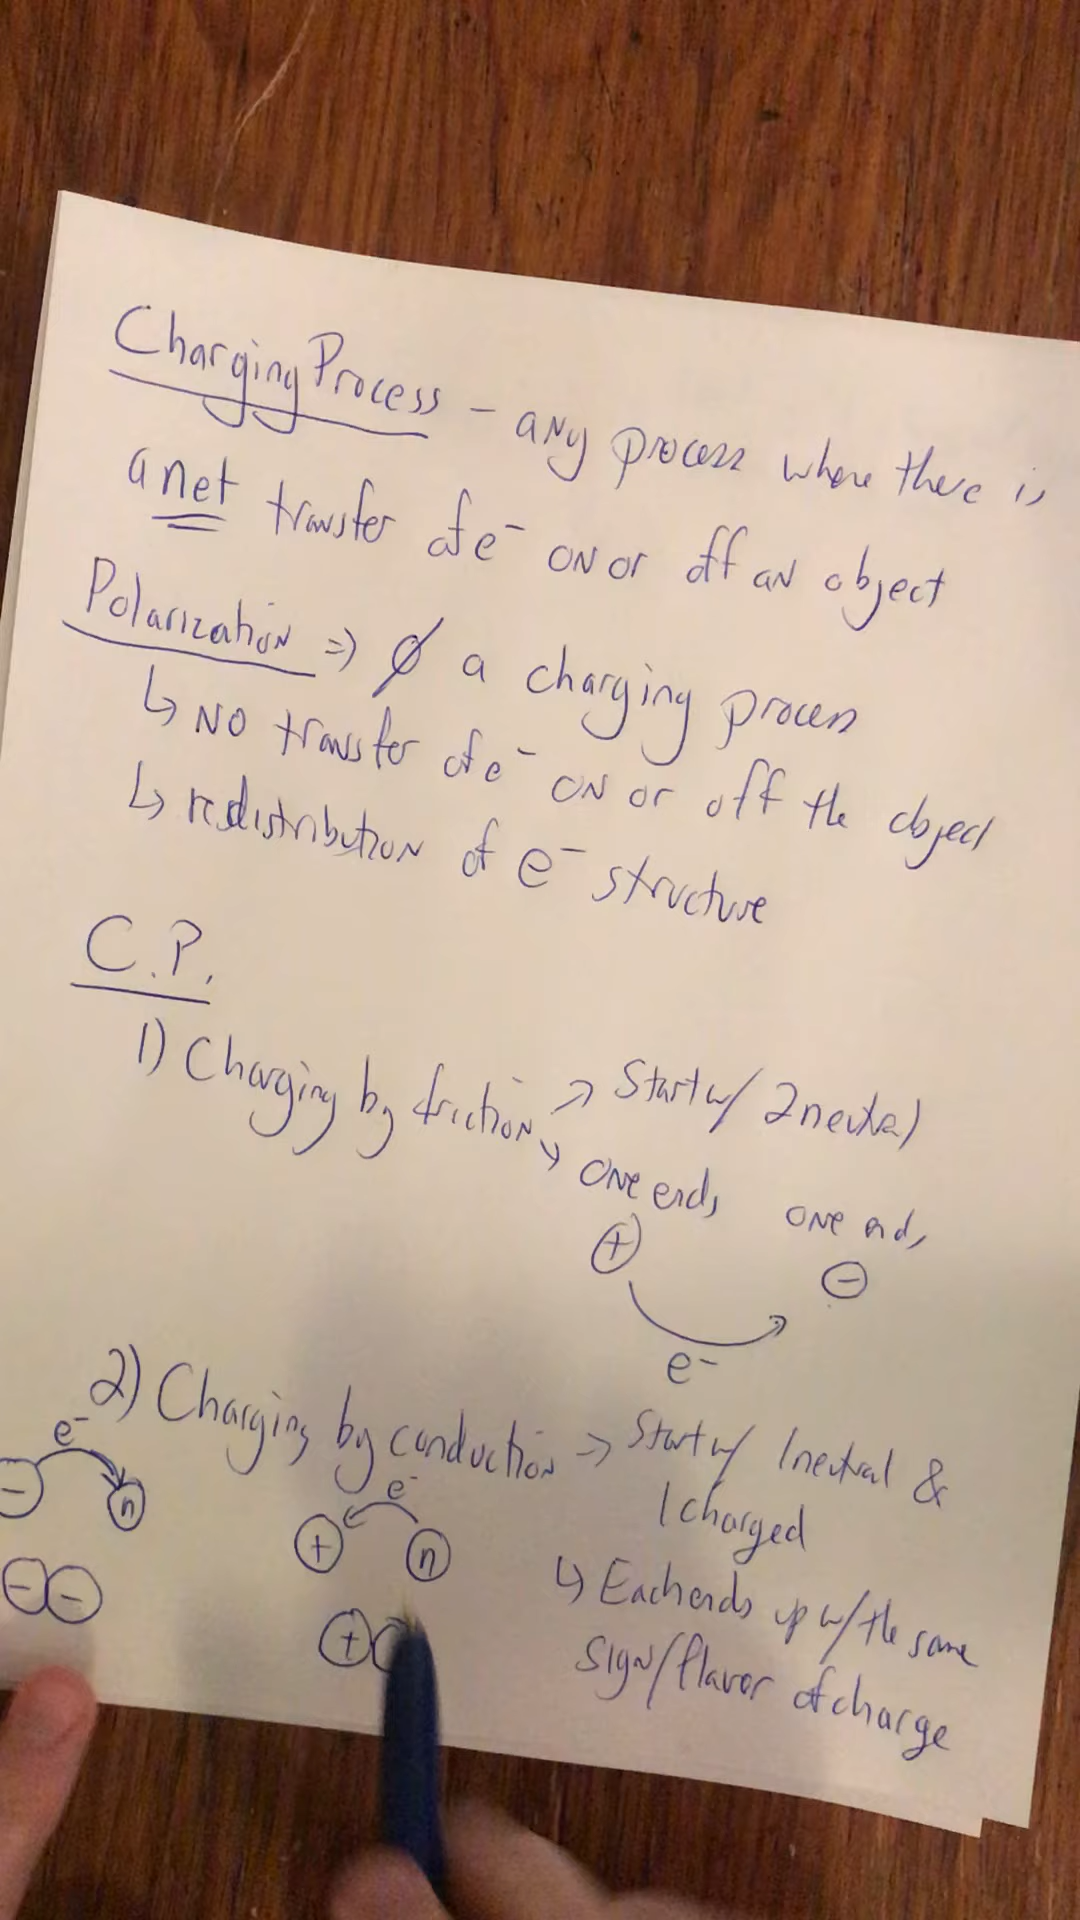 Charging Process - any process where there is
a net transfer of e⁻ on or off an object
Polarization => ∅ a charging process
↳ No transfer of e⁻ on or off the object
↳ redistribution of e⁻ structure
C.P.
1) Charging by friction → Start w/ 2 neutral
→ one ends one ends
+ -
e⁻
2) Charging by conduction → Start w/ 1 neutral &
1 charged
e⁻
- n
e⁻
+ n
- -
+
↳ Each ends up w/ the same
sign/flavor of charge